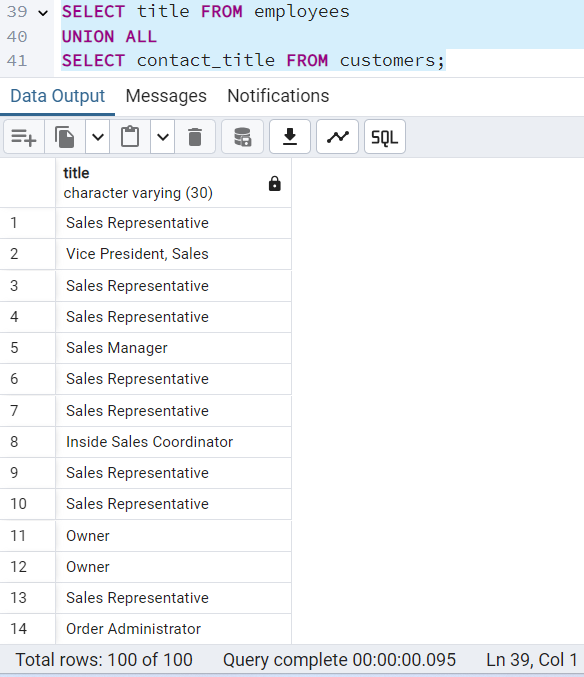 39 SELECT title FROM employees
40 UNION ALL
41 SELECT contact_title FROM customers;
Data Output Messages Notifications
SQL
title
character varying (30)
1 Sales Representative
2 Vice President, Sales
3 Sales Representative
4 Sales Representative
5 Sales Manager
6 Sales Representative
7 Sales Representative
8 Inside Sales Coordinator
9 Sales Representative
10 Sales Representative
11 Owner
12 Owner
13 Sales Representative
14 Order Administrator
Total rows: 100 of 100 Query complete 00:00:00.095 Ln 39, Col 1